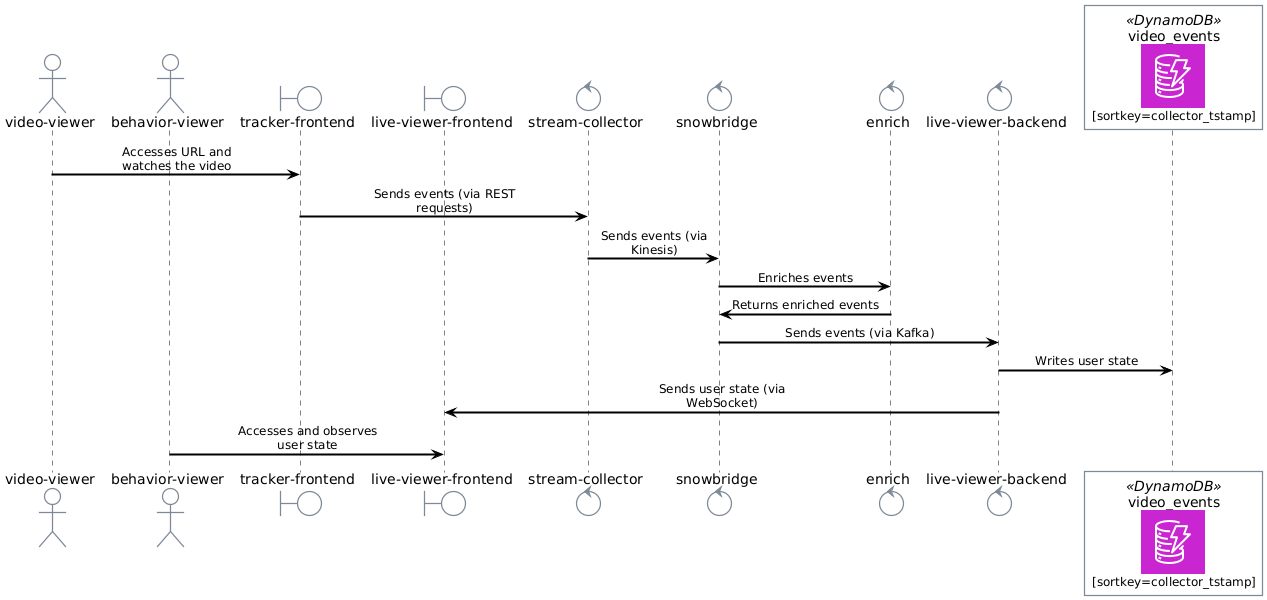 «DynamoDB»
video_events
[sortkey=collector_tstamp]
video-viewer behavior-viewer tracker-frontend live-viewer-frontend stream-collector snowbridge enrich live-viewer-backend
Accesses URL and
watches the video
Sends events (via REST
requests)
Sends events (via
Kinesis)
Enriches events
Returns enriched events
Sends events (via Kafka)
Writes user state
Sends user state (via
WebSocket)
Accesses and observes
user state
video-viewer behavior-viewer tracker-frontend live-viewer-frontend stream-collector snowbridge enrich live-viewer-backend
«DynamoDB»
video_events
[sortkey=collector_tstamp]